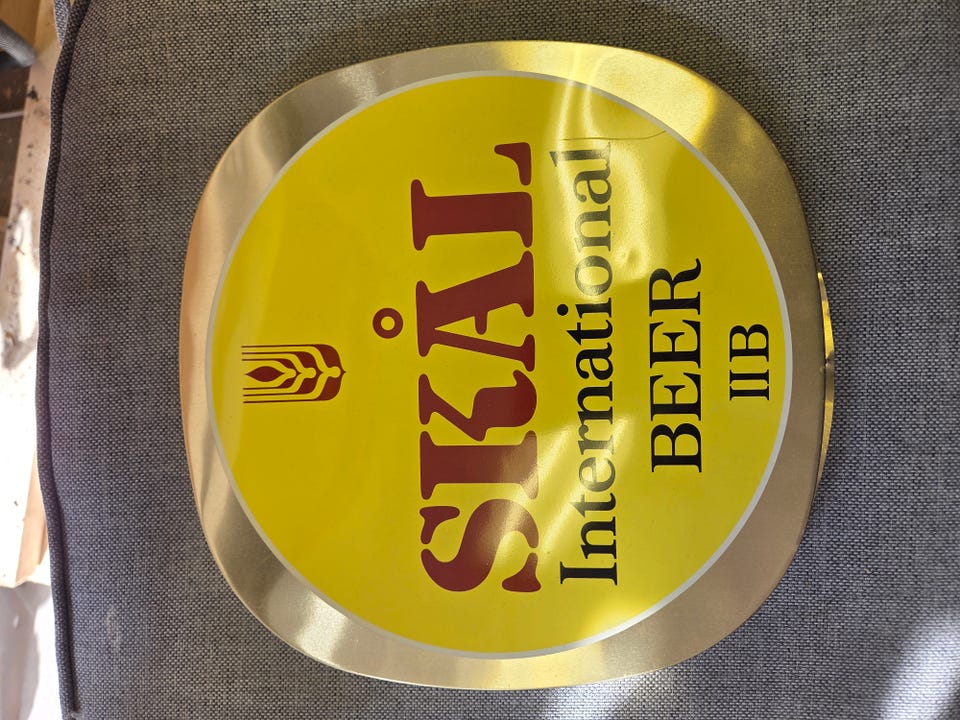 SKÅL
International
BEER
IIB